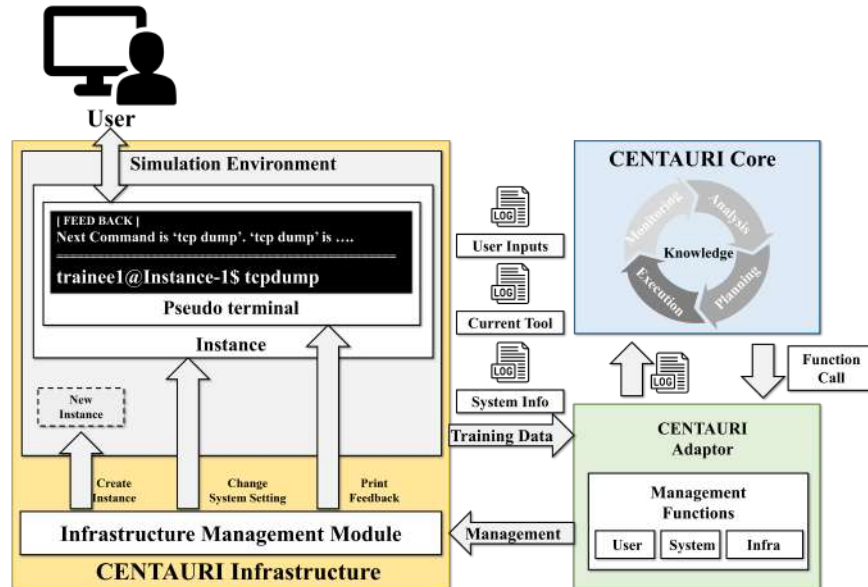 User
CENTAURI Core
Simulation Environment
Monitoring
Analysis
Planning
Execution
Knowledge
[ FEED BACK ]
Next Command is ‘tcp dump’. ‘tcp dump’ is ….
trainee1@Instance-1$ tcpdump
Pseudo terminal
Instance
LOG
User Inputs
LOG
Current Tool
LOG
System Info
LOG
Function
Call
New
Instance
Training Data
CENTAURI
Adaptor
Create
Instance
Change
System Setting
Print
Feedback
Management
Functions
User
System
Infra
Infrastructure Management Module
Management
CENTAURI Infrastructure